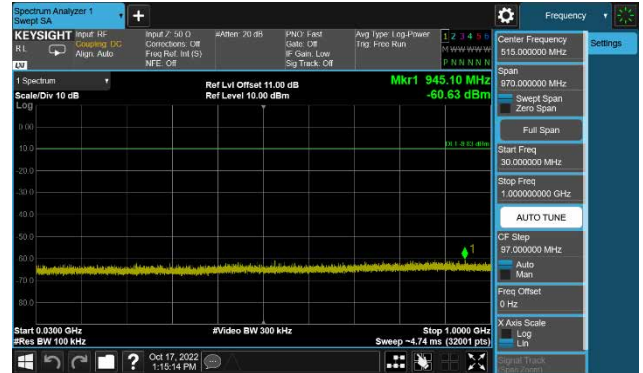 Spectrum Analyzer 1
Swept SA
Frequency
KEYSIGHT
Input: RF
Input Z: 50 Ω
#Atten: 20 dB
PNO: Fast
Avg Type: Log-Power
1 2 3 4 5 6
RL
Coupling: DC
Corrections: Off
Gate: Off
Trig: Free Run
Align: Auto
Freq Ref: Int (S)
IF Gain: Low
M W W W W W
NFE: Off
Sig Track: Off
P N N N N N
LXI
1 Spectrum
Ref Lvl Offset 11.00 dB
Mkr1 945.10 MHz
Scale/Div 10 dB
Ref Level 10.00 dBm
-60.63 dBm
Log
0.00
-10.0
-20.0
-30.0
-40.0
-50.0
-60.0
-70.0
-80.0
1
Start 0.0300 GHz
#Video BW 300 kHz
Stop 1.0000 GHz
#Res BW 100 kHz
Sweep ~4.74 ms (32001 pts)
Oct 17, 2022
1:15:14 PM
Center Frequency
515.000000 MHz
Settings
Span
970.000000 MHz
Swept Span
Zero Span
Full Span
Start Freq
30.000000 MHz
Stop Freq
1.000000000 GHz
AUTO TUNE
CF Step
97.000000 MHz
Auto
Man
Freq Offset
0 Hz
X Axis Scale
Log
Lin
Signal Track
(Span Zoom)